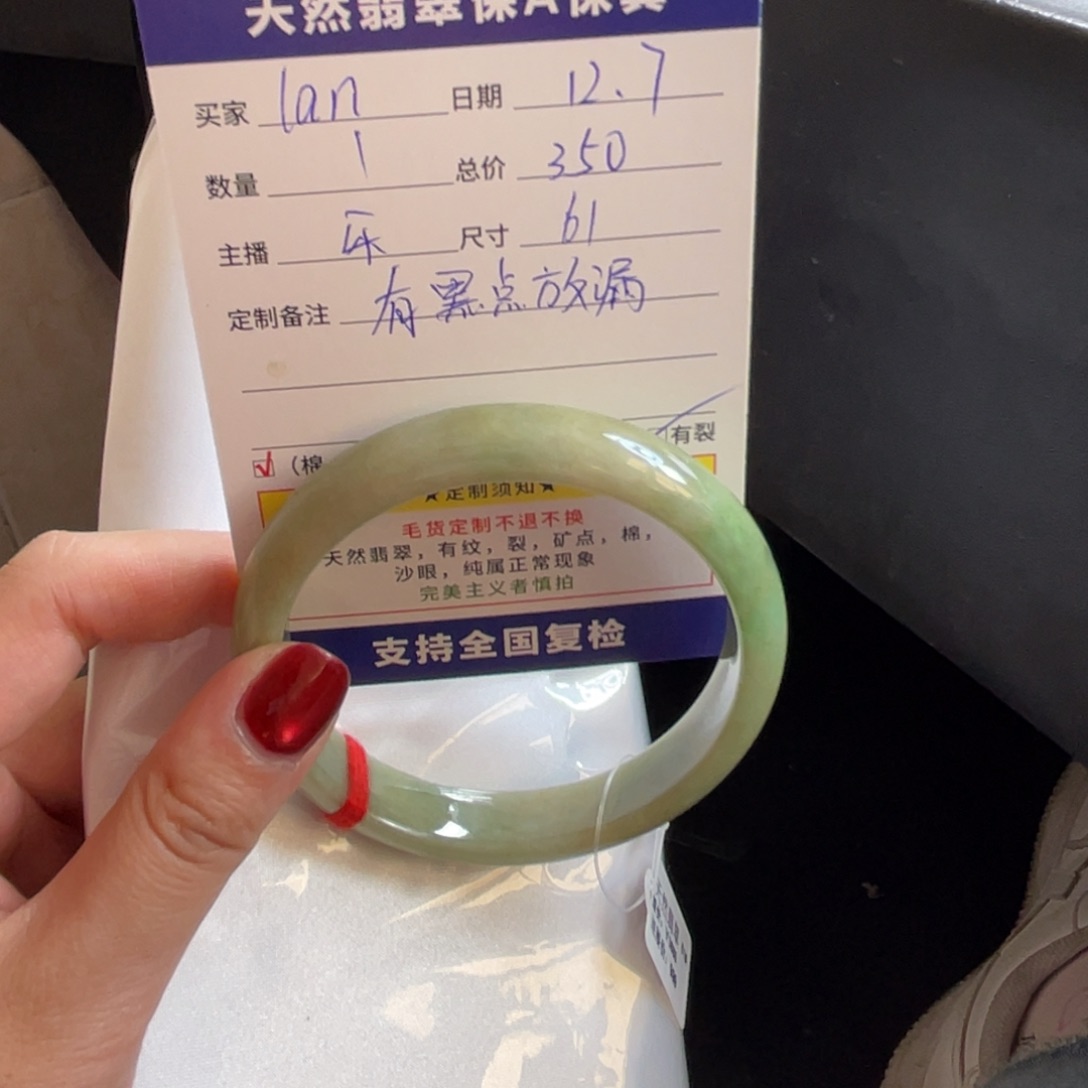 天然翡翠保A保真
买家 lan 日期 12.7
数量 1 总价 350
主播 乐 尺寸 61
定制备注 有黑点放漏
有裂
☑（棉
★定制须知★
毛货定制不退不换
天然翡翠，有纹，裂，矿点，棉，
沙眼，纯属正常现象
完美主义者慎拍
支持全国复检